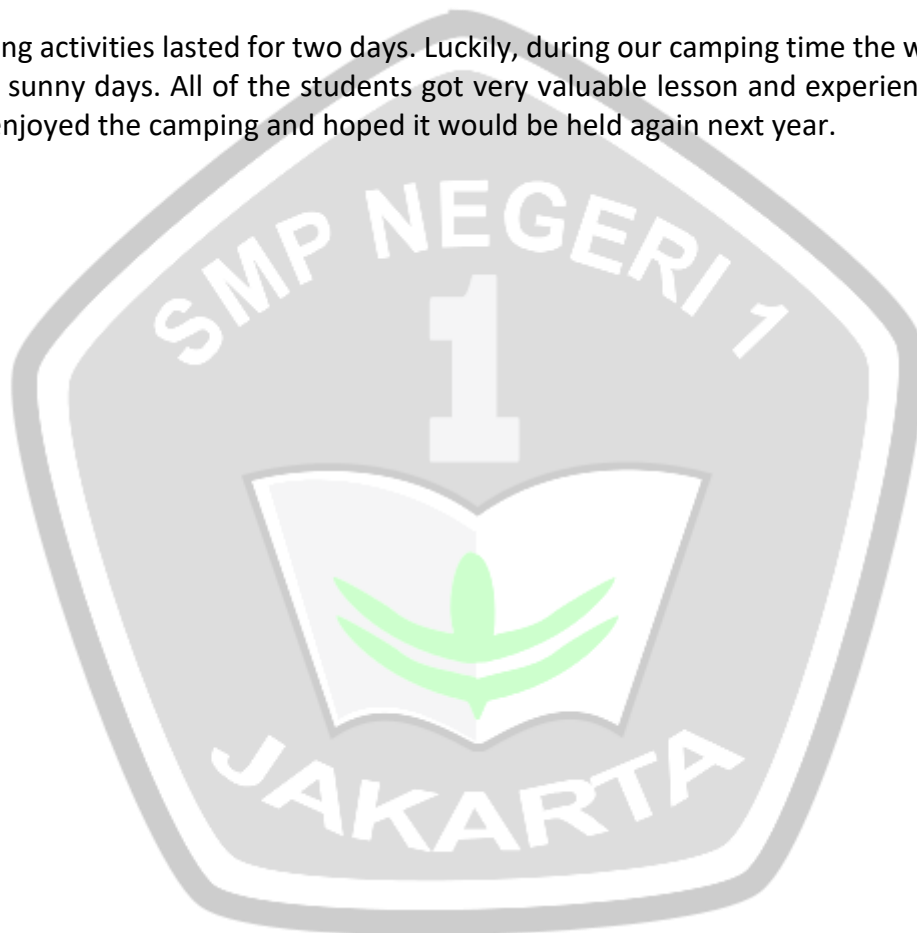 ng activities lasted for two days. Luckily, during our camping time the w
sunny days. All of the students got very valuable lesson and experien
enjoyed the camping and hoped it would be held again next year.
SMP NEGERI 1
1
JAKARTA